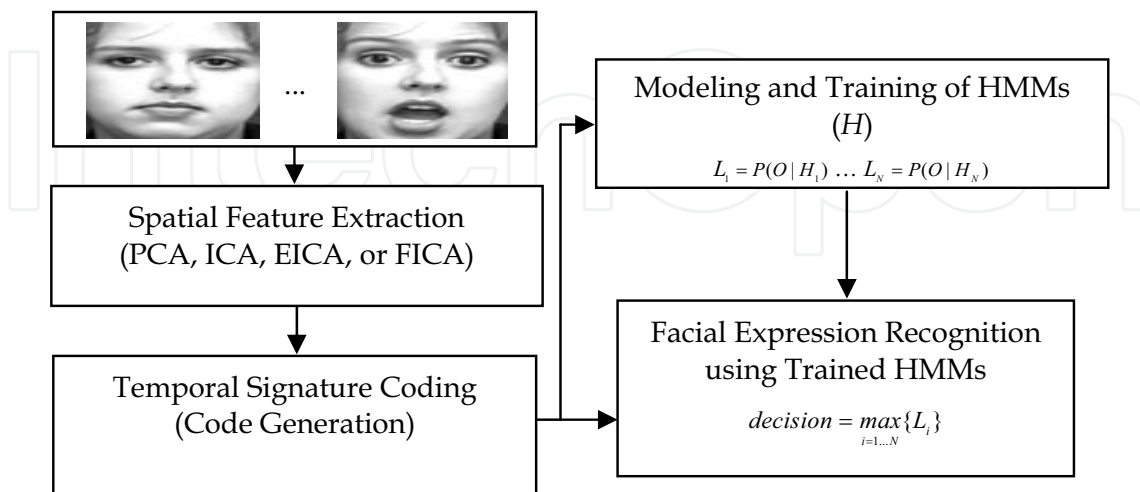 ...
Spatial Feature Extraction
(PCA, ICA, EICA, or FICA)
Temporal Signature Coding
(Code Generation)
Modeling and Training of HMMs
(H)
L₁ = P(O | H₁) ... L_N = P(O | H_N)
Facial Expression Recognition
using Trained HMMs
decision = max{L_i}
i=1...N